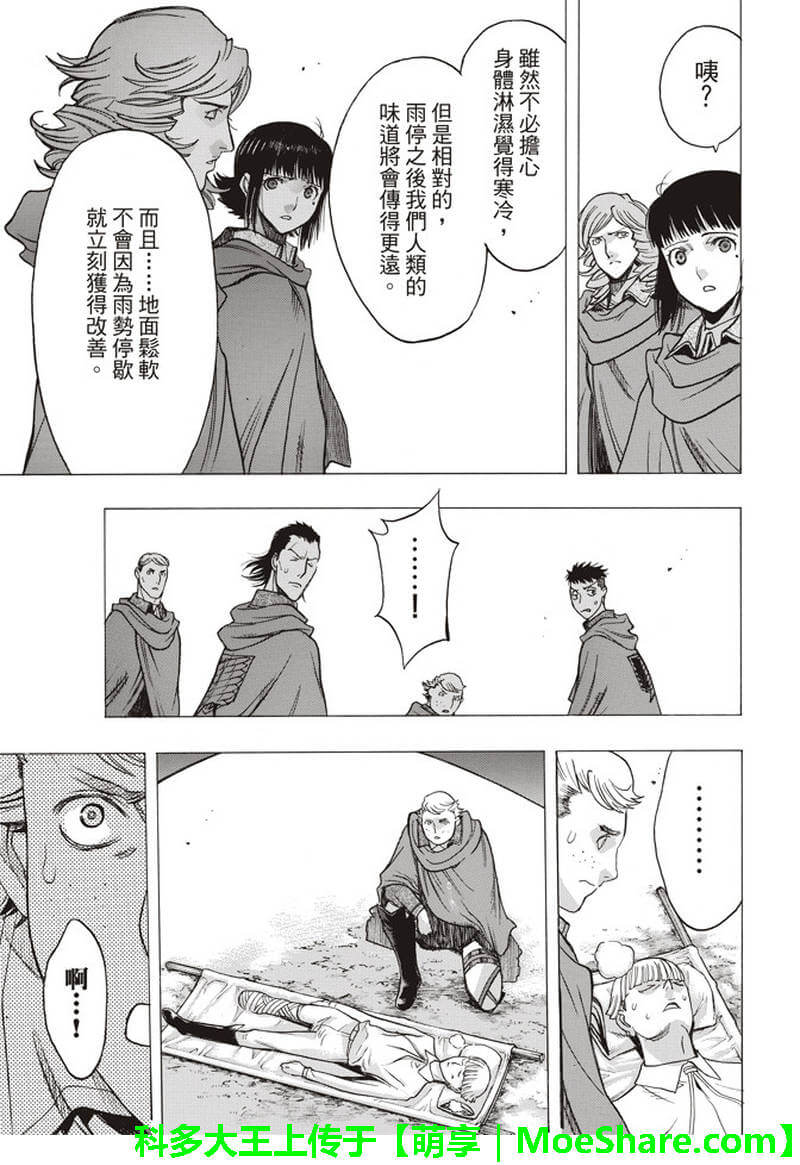 咦？
雖然不必擔心
身體淋濕覺得寒冷，
但是相對的，
雨停之後我們人類的
味道將會傳得更遠。
而且……地面鬆軟
不會因為雨勢停歇
就立刻獲得改善。
……！
………
啊…！
科多大王上传于【萌享 | MoeShare.com】